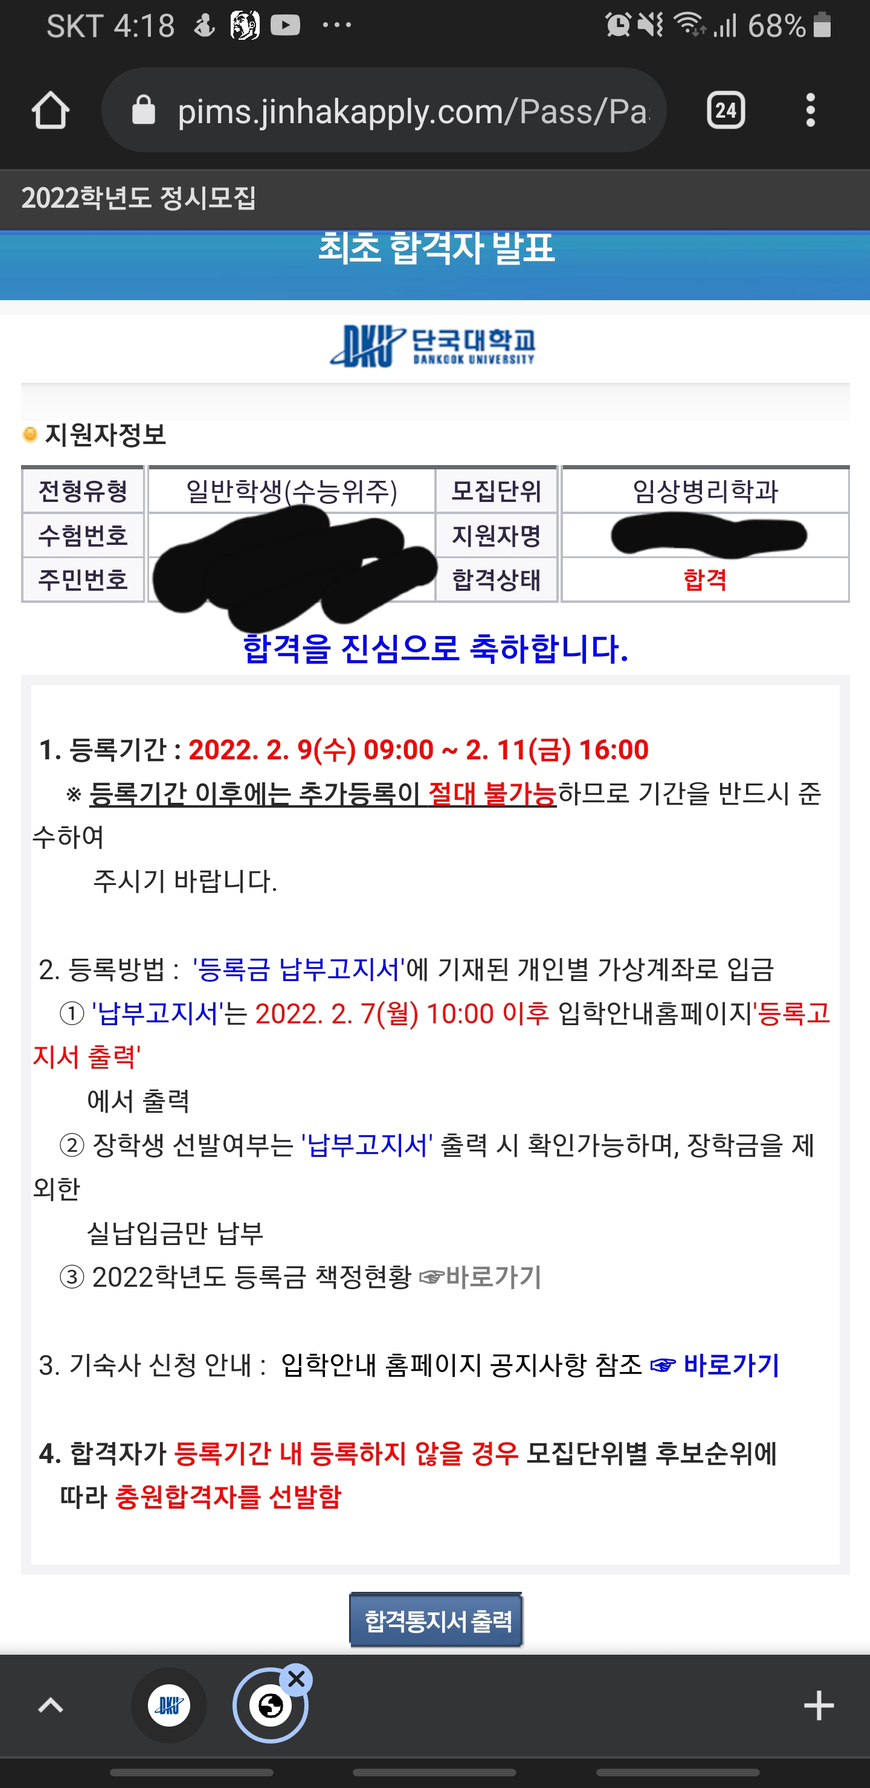 SKT 4:18 ··· 68%
pims.jinhakapply.com/Pass/Pa
24
2022학년도 정시모집
최초 합격자 발표
DKU 단국대학교
DANKOOK UNIVERSITY
지원자정보
전형유형 일반학생(수능위주) 모집단위 임상병리학과
수험번호 지원자명
주민번호 합격상태 합격
합격을 진심으로 축하합니다.
1. 등록기간 : 2022. 2. 9(수) 09:00 ~ 2. 11(금) 16:00
※ 등록기간 이후에는 추가등록이 절대 불가능하므로 기간을 반드시 준
수하여
주시기 바랍니다.
2. 등록방법 : '등록금 납부고지서'에 기재된 개인별 가상계좌로 입금
① '납부고지서'는 2022. 2. 7(월) 10:00 이후 입학안내홈페이지'등록고
지서 출력'
에서 출력
② 장학생 선발여부는 '납부고지서' 출력 시 확인가능하며, 장학금을 제
외한
실납입금만 납부
③ 2022학년도 등록금 책정현황 ☞바로가기
3. 기숙사 신청 안내 : 입학안내 홈페이지 공지사항 참조 ☞ 바로가기
4. 합격자가 등록기간 내 등록하지 않을 경우 모집단위별 후보순위에
따라 충원합격자를 선발함
합격통지서 출력
DKU